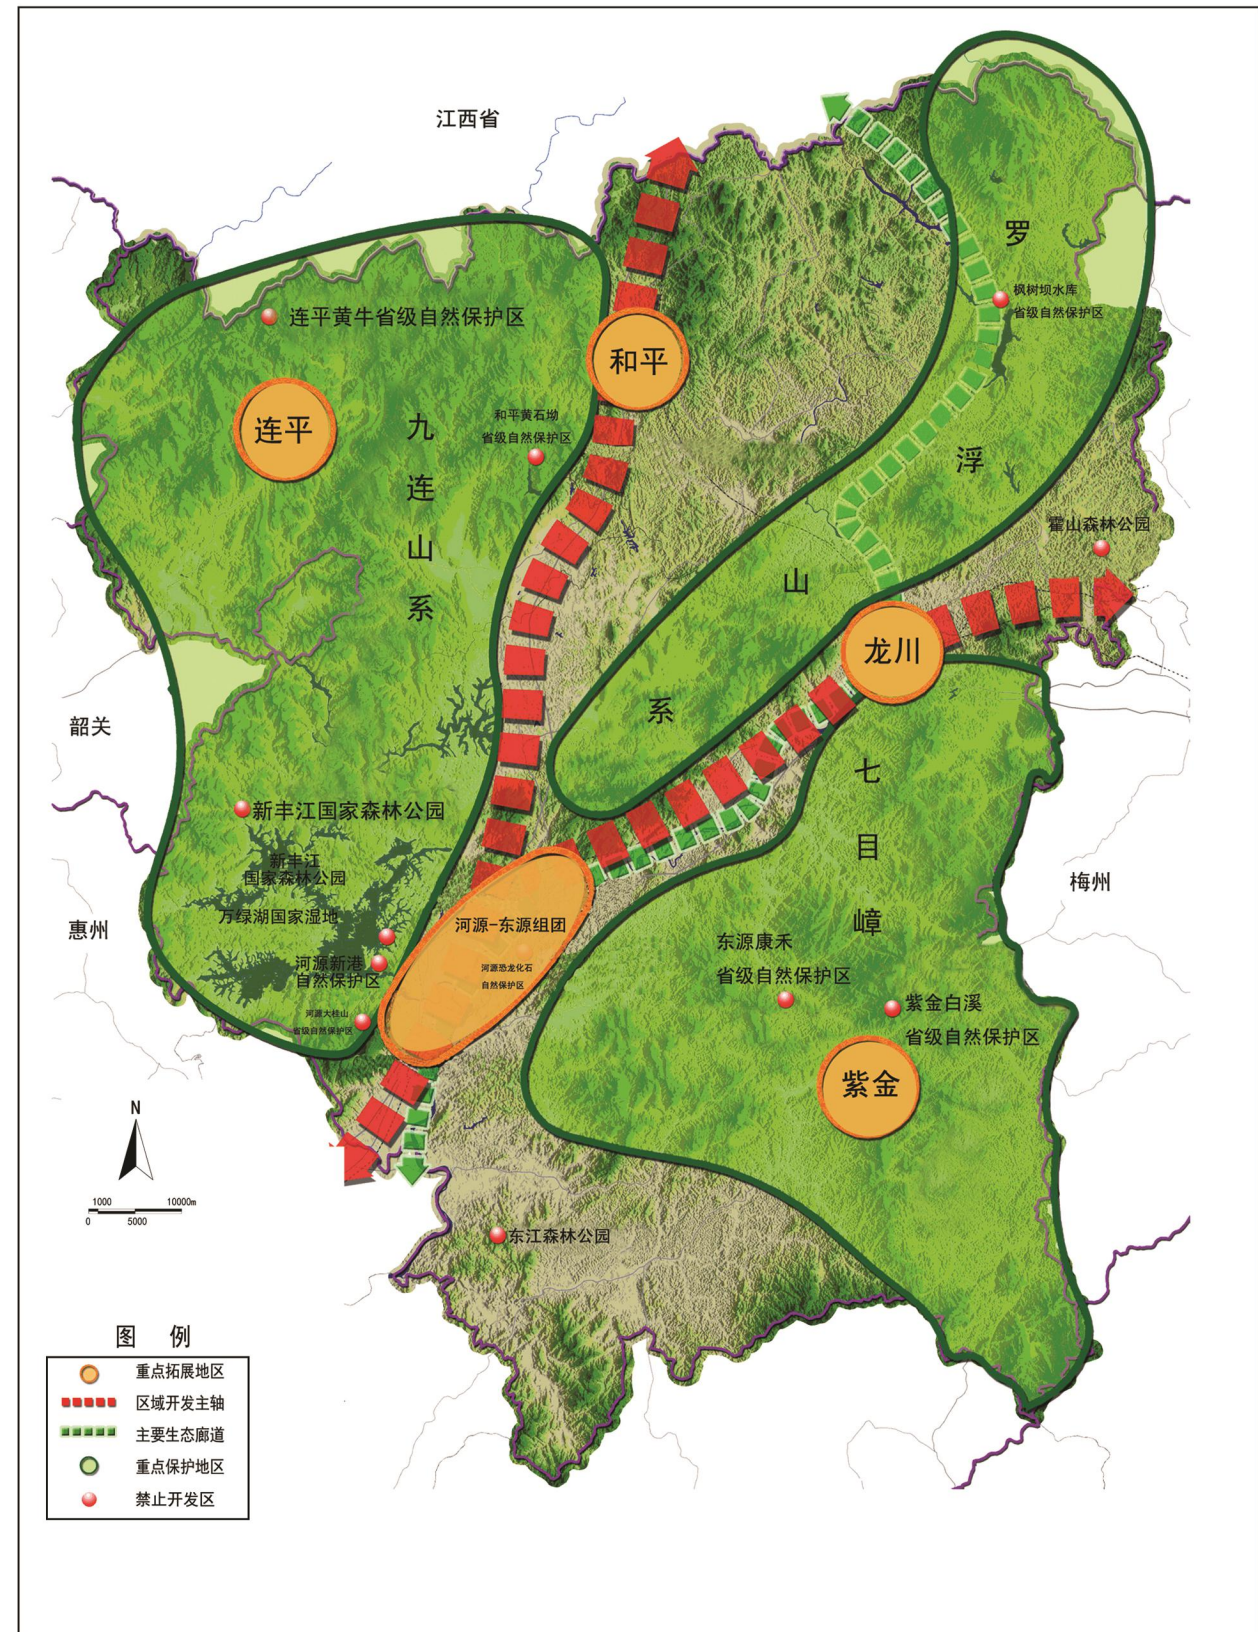 江西省
罗
枫树坝水库
省级自然保护区
连平黄牛省级自然保护区
和平
连平
九
连
山
系
和平黄石坳
省级自然保护区
浮
霍山森林公园
山
龙川
系
韶关
七
目
嶂
新丰江国家森林公园
新丰江
国家森林公园
万绿湖国家湿地
梅州
惠州
河源-东源组团
河源恐龙化石
自然保护区
河源新港
自然保护区
河源大桂山
省级自然保护区
东源康禾
省级自然保护区
紫金白溪
省级自然保护区
紫金
N
1000 10000m
0 5000
东江森林公园
图 例
重点拓展地区
区域开发主轴
主要生态廊道
重点保护地区
禁止开发区